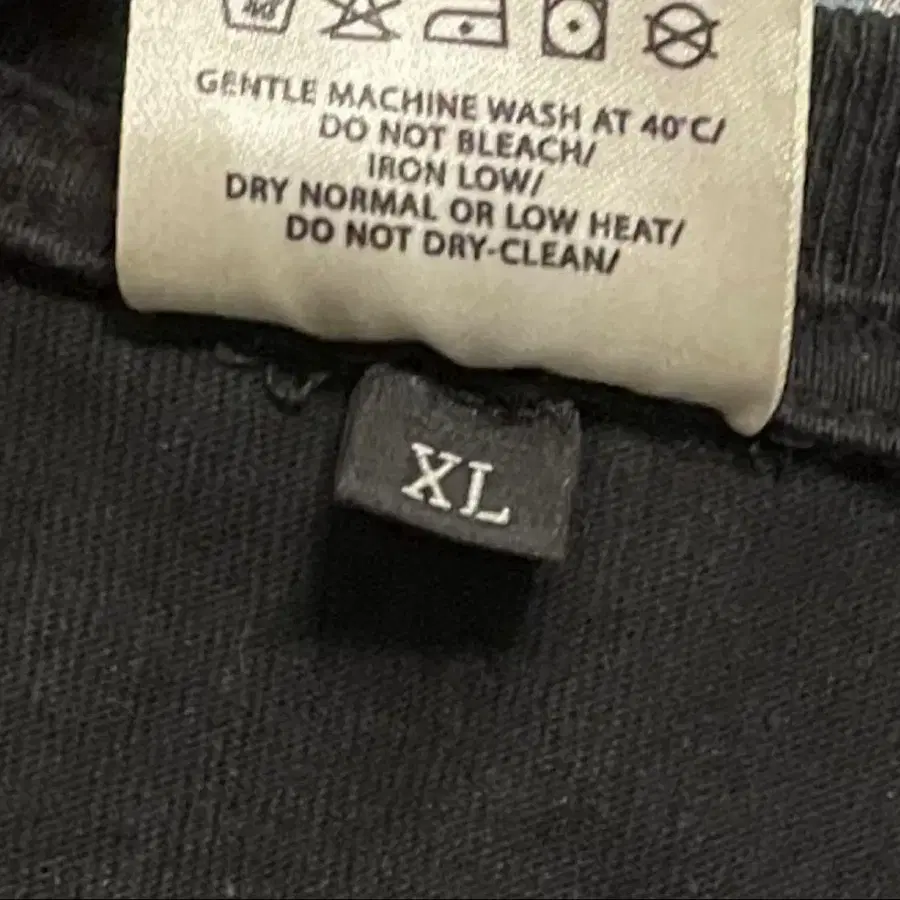 40°
GENTLE MACHINE WASH AT 40°C/
DO NOT BLEACH/
IRON LOW/
DRY NORMAL OR LOW HEAT/
DO NOT DRY-CLEAN/
XL